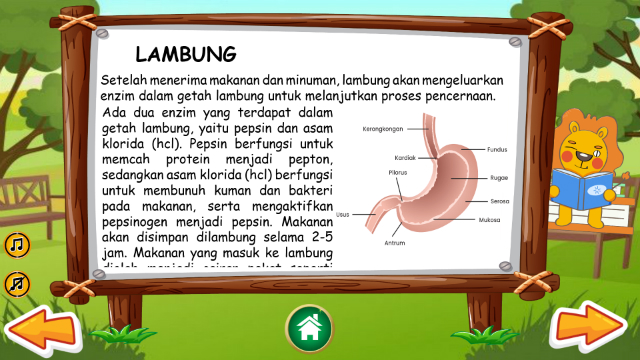 LAMBUNG
Setelah menerima makanan dan minuman, lambung akan mengeluarkan
enzim dalam getah lambung untuk melanjutkan proses pencernaan.
Ada dua enzim yang terdapat dalam
getah lambung, yaitu pepsin dan asam
klorida (hcl). Pepsin berfungsi untuk
memcah protein menjadi pepton,
sedangkan asam klorida (hcl) berfungsi
untuk membunuh kuman dan bakteri
pada makanan, serta mengaktifkan
pepsinogen menjadi pepsin. Makanan
akan disimpan dilambung selama 2-5
jam. Makanan yang masuk ke lambung
Kerongkongan
Fundus
Kardiak
Pilorus
Rugae
Serosa
Usus
Mukosa
Antrum